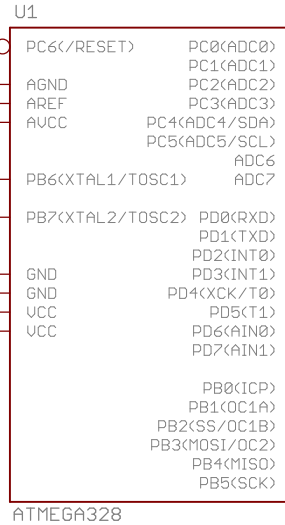 U1
PC6(/RESET) PC0(ADC0)
PC1(ADC1)
AGND PC2(ADC2)
AREF PC3(ADC3)
AVCC PC4(ADC4/SDA)
PC5(ADC5/SCL)
ADC6
PB6(XTAL1/TOSC1) ADC7
PB7(XTAL2/TOSC2) PD0(RXD)
PD1(TXD)
PD2(INT0)
GND PD3(INT1)
GND PD4(XCK/T0)
VCC PD5(T1)
VCC PD6(AIN0)
PD7(AIN1)
PB0(ICP)
PB1(OC1A)
PB2(SS/OC1B)
PB3(MOSI/OC2)
PB4(MISO)
PB5(SCK)
ATMEGA328